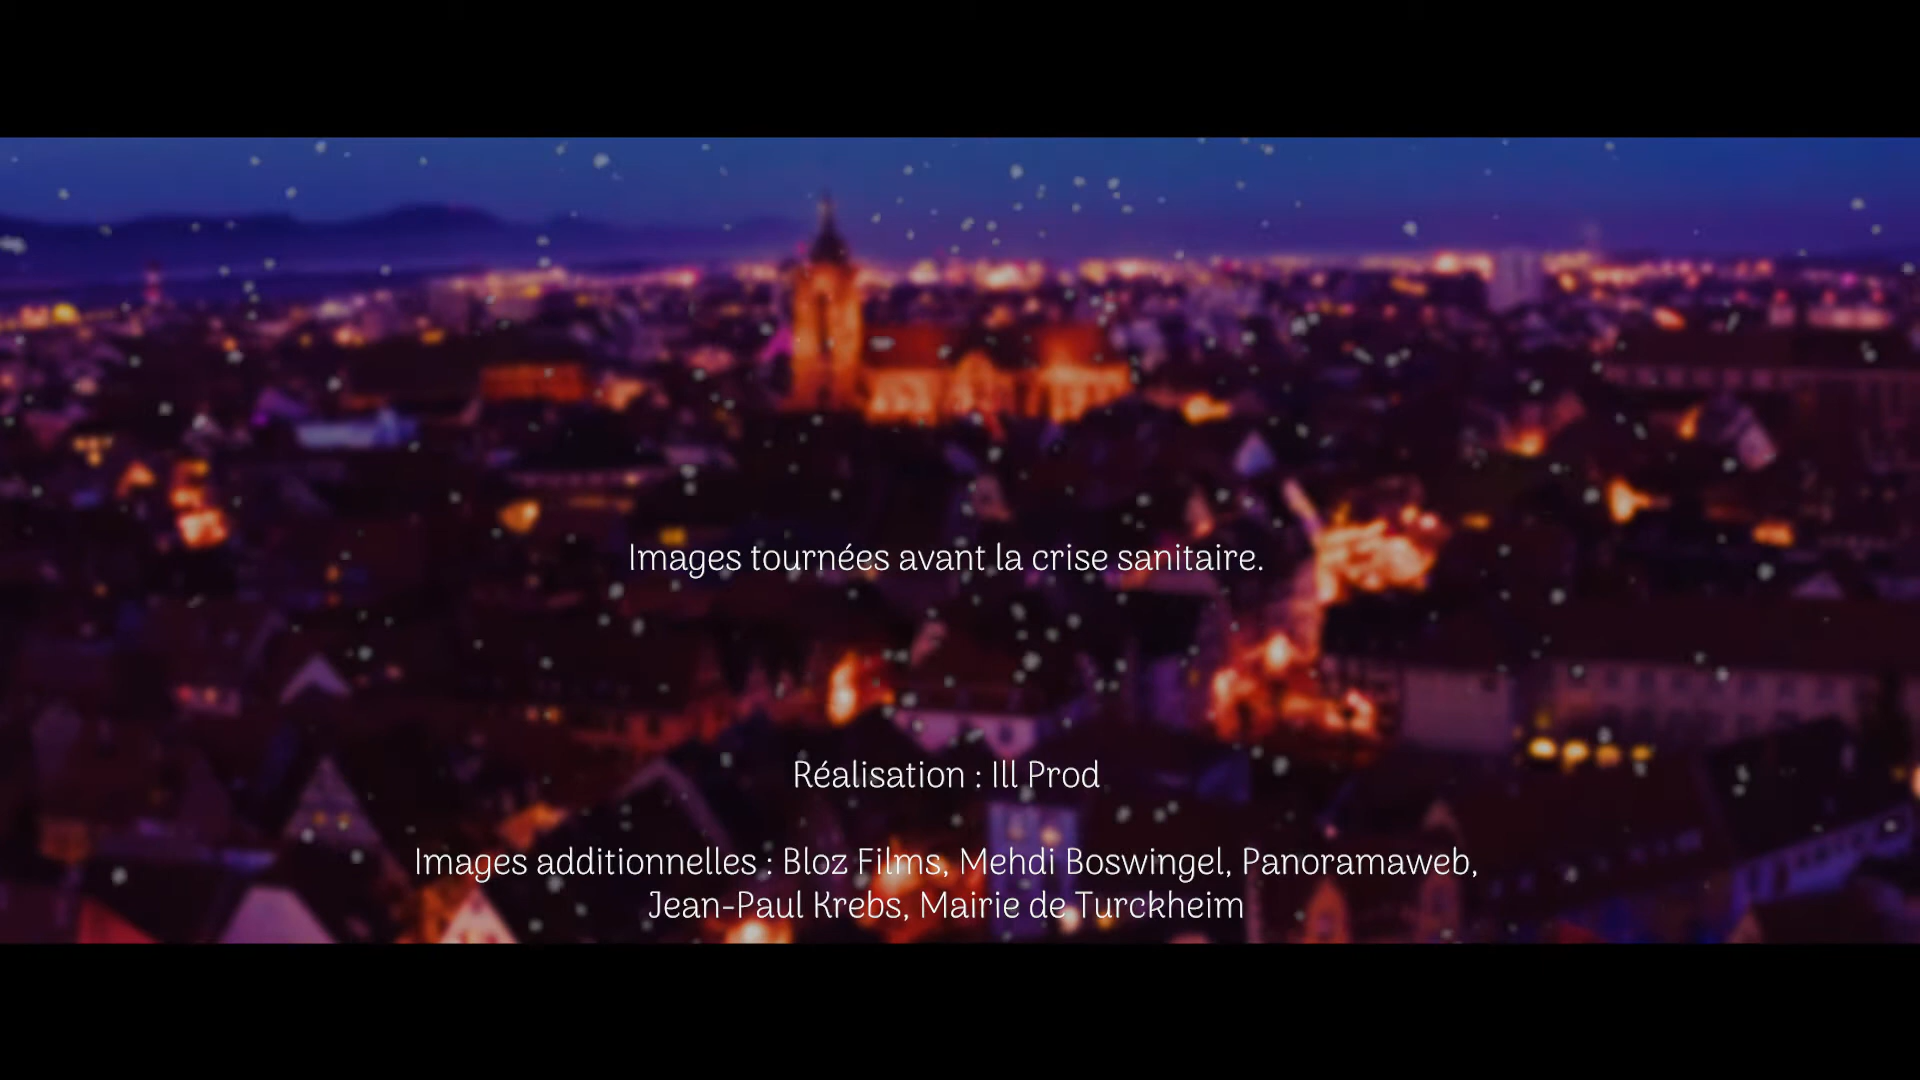 Images tournées avant la crise sanitaire.
Réalisation : Ill Prod
Images additionnelles : Bloz Films, Mehdi Boswingel, Panoramaweb,
Jean-Paul Krebs, Mairie de Turckheim